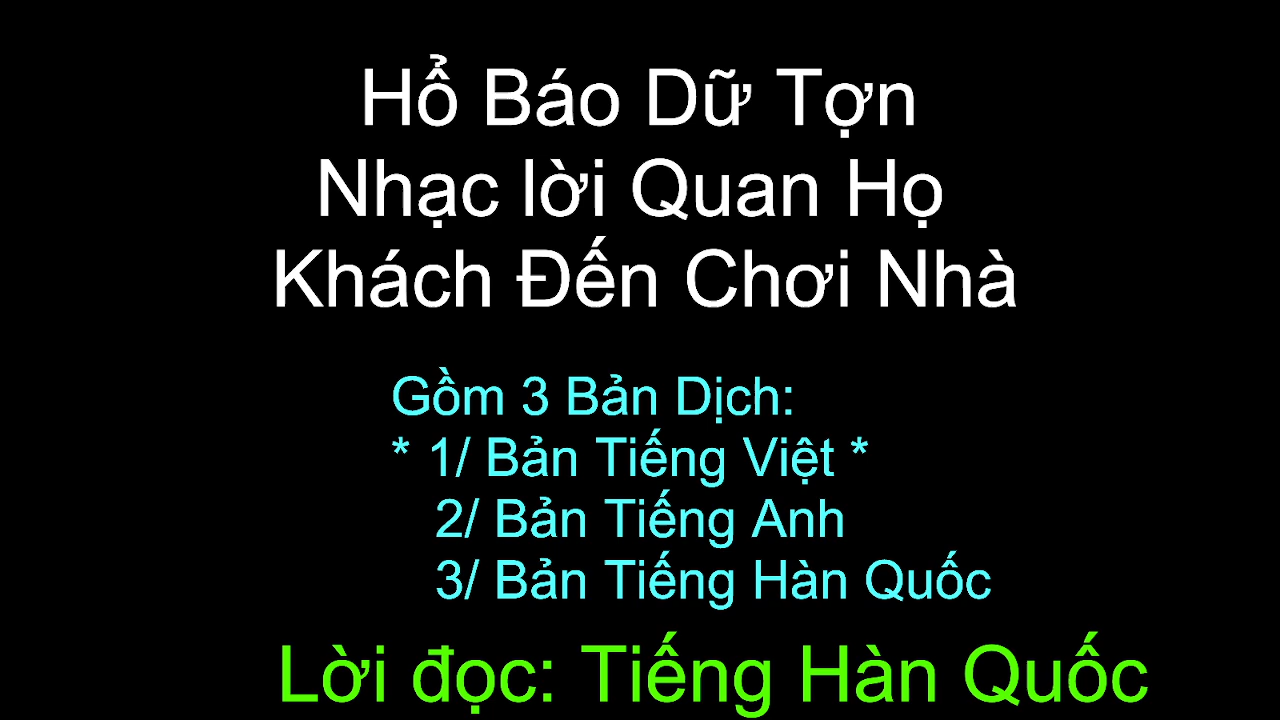 Hổ Báo Dữ Tợn
Nhạc lời Quan Họ
Khách Đến Chơi Nhà
Gồm 3 Bản Dịch:
* 1/ Bản Tiếng Việt *
2/ Bản Tiếng Anh
3/ Bản Tiếng Hàn Quốc
Lời đọc: Tiếng Hàn Quốc